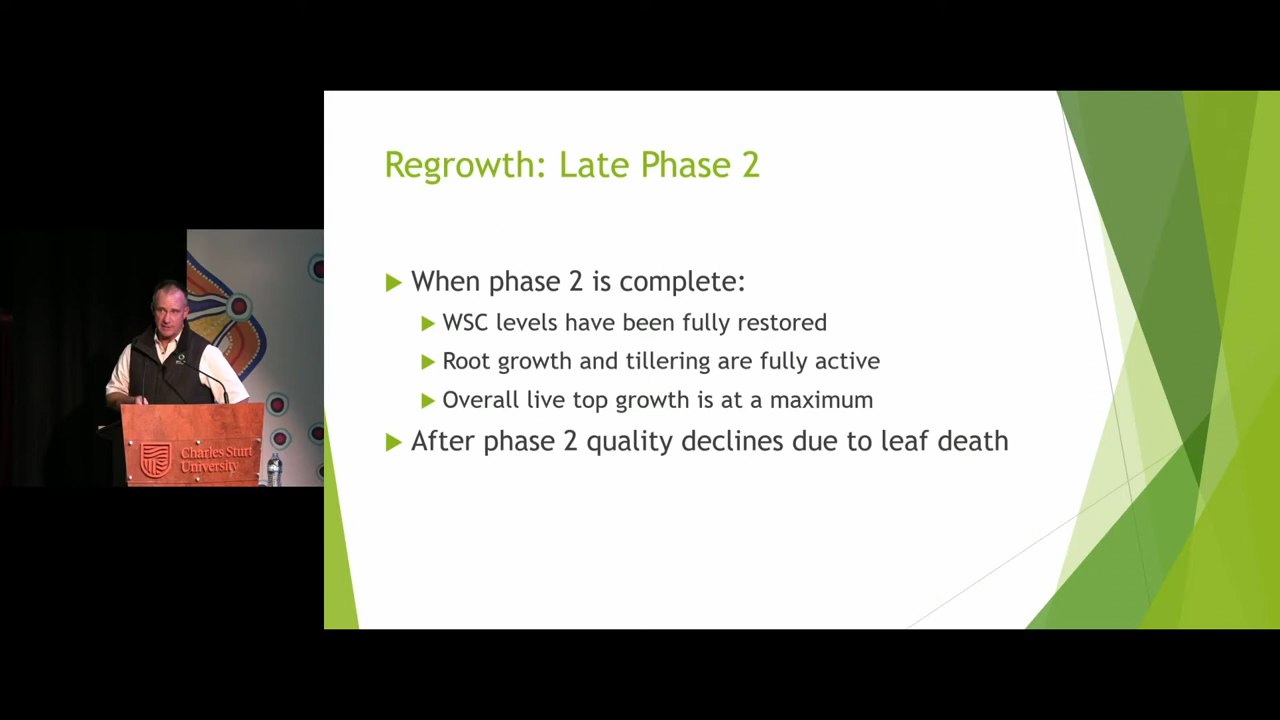 Regrowth: Late Phase 2
When phase 2 is complete:
WSC levels have been fully restored
Root growth and tillering are fully active
Overall live top growth is at a maximum
After phase 2 quality declines due to leaf death
Charles Sturt
University